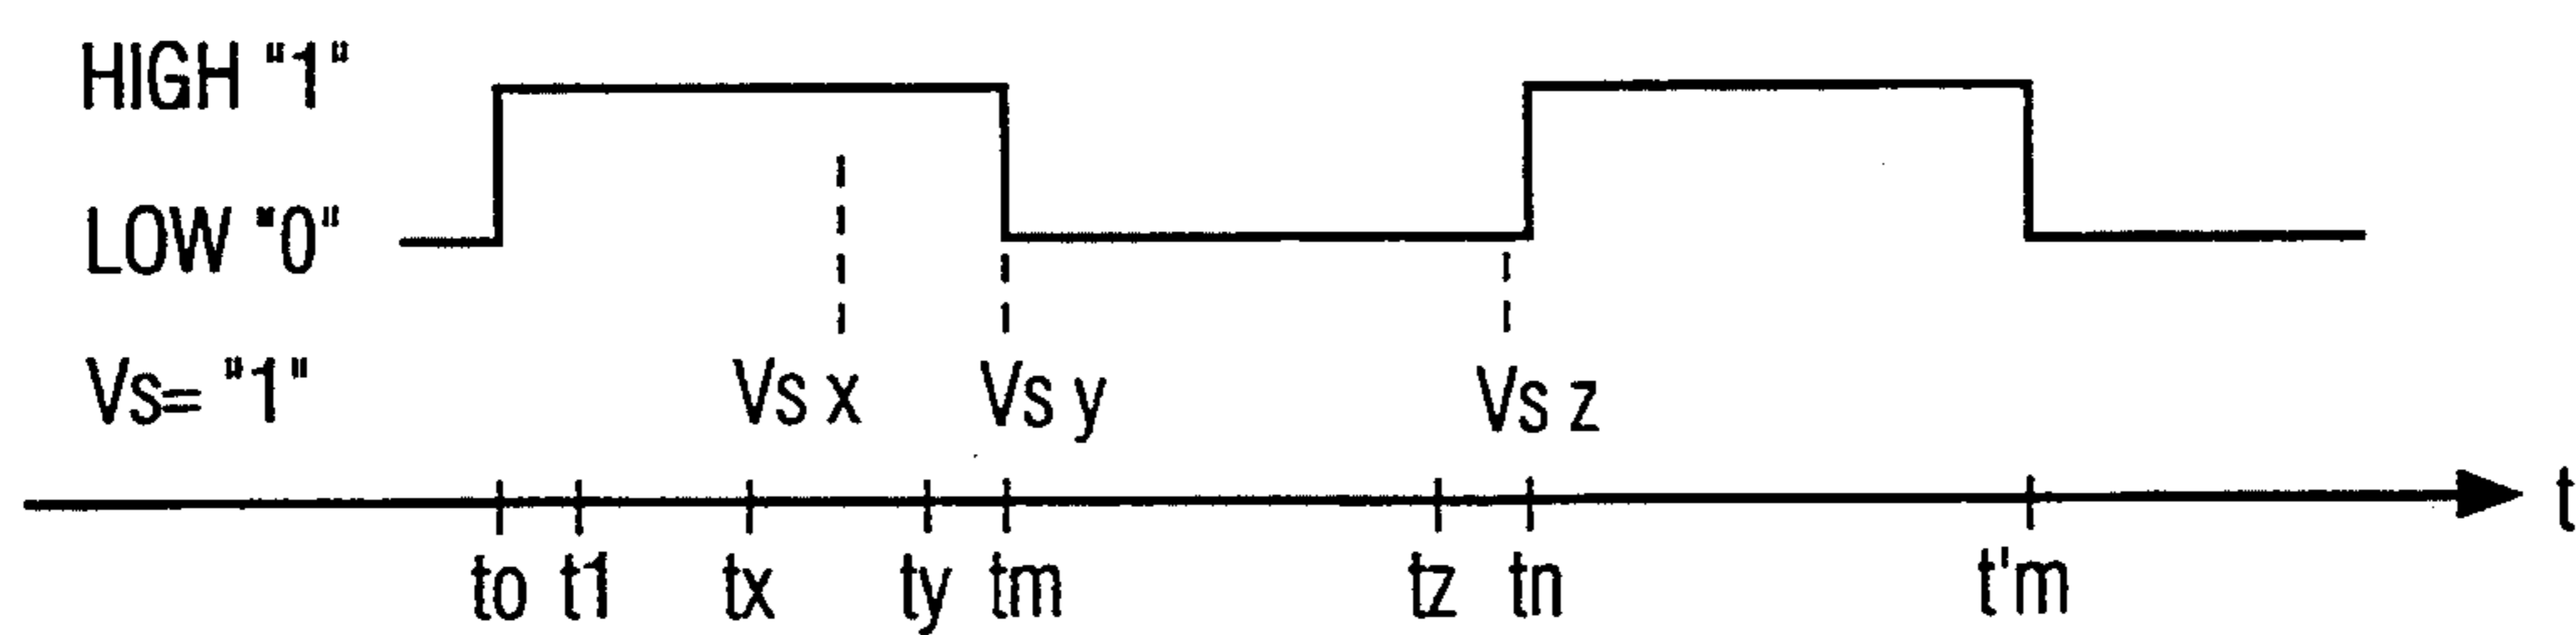 HIGH "1"
LOW "0"
Vs= "1" Vs x Vs y Vs z
t
to t1 tx ty tm tz tn t'm